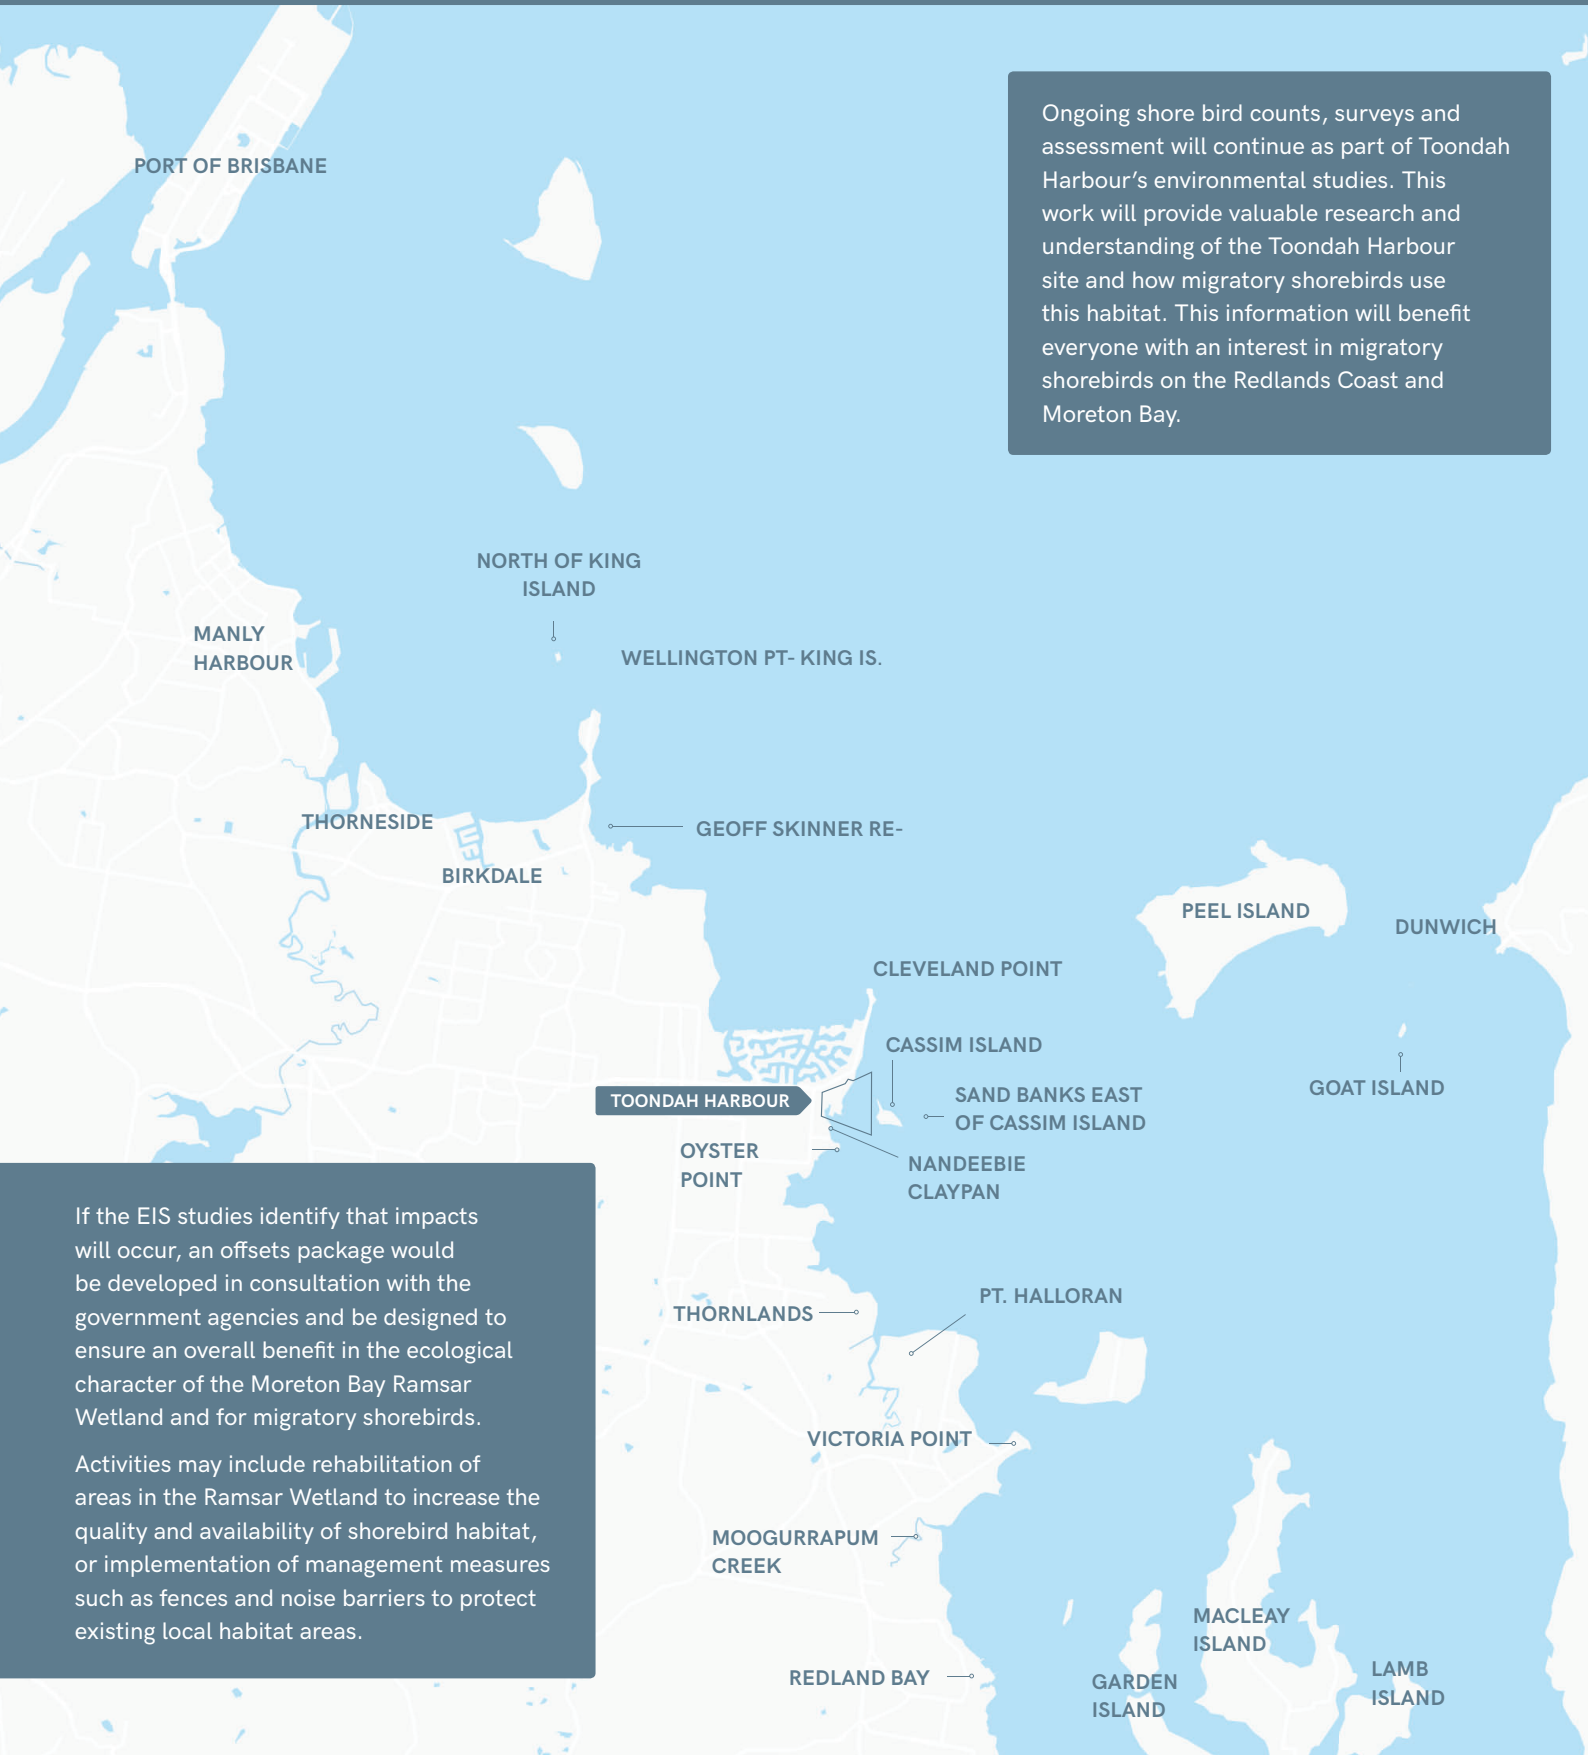 Ongoing shore bird counts, surveys and
assessment will continue as part of Toondah
Harbour’s environmental studies. This
work will provide valuable research and
understanding of the Toondah Harbour
site and how migratory shorebirds use
this habitat. This information will benefit
everyone with an interest in migratory
shorebirds on the Redlands Coast and
Moreton Bay.
PORT OF BRISBANE
NORTH OF KING
ISLAND
MANLY
HARBOUR
WELLINGTON PT- KING IS.
THORNESIDE
GEOFF SKINNER RE-
BIRKDALE
PEEL ISLAND
DUNWICH
CLEVELAND POINT
CASSIM ISLAND
GOAT ISLAND
TOONDAH HARBOUR
SAND BANKS EAST
OF CASSIM ISLAND
OYSTER
POINT
NANDEEBIE
CLAYPAN
If the EIS studies identify that impacts
will occur, an offsets package would
be developed in consultation with the
government agencies and be designed to
ensure an overall benefit in the ecological
character of the Moreton Bay Ramsar
Wetland and for migratory shorebirds.
Activities may include rehabilitation of
areas in the Ramsar Wetland to increase the
quality and availability of shorebird habitat,
or implementation of management measures
such as fences and noise barriers to protect
existing local habitat areas.
THORNLANDS
PT. HALLORAN
VICTORIA POINT
MOOGURRAPUM
CREEK
REDLAND BAY
MACLEAY
ISLAND
GARDEN
ISLAND
LAMB
ISLAND